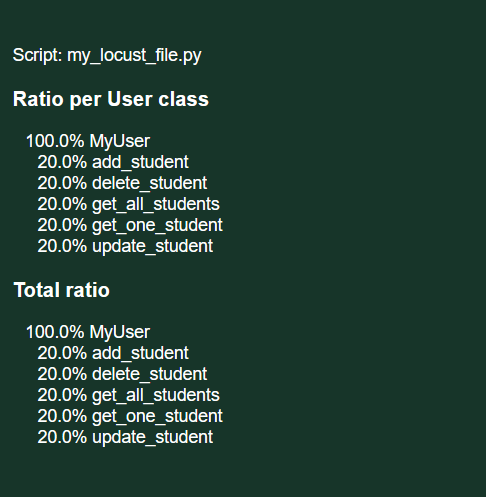 Script: my_locust_file.py
Ratio per User class
100.0% MyUser
20.0% add_student
20.0% delete_student
20.0% get_all_students
20.0% get_one_student
20.0% update_student
Total ratio
100.0% MyUser
20.0% add_student
20.0% delete_student
20.0% get_all_students
20.0% get_one_student
20.0% update_student